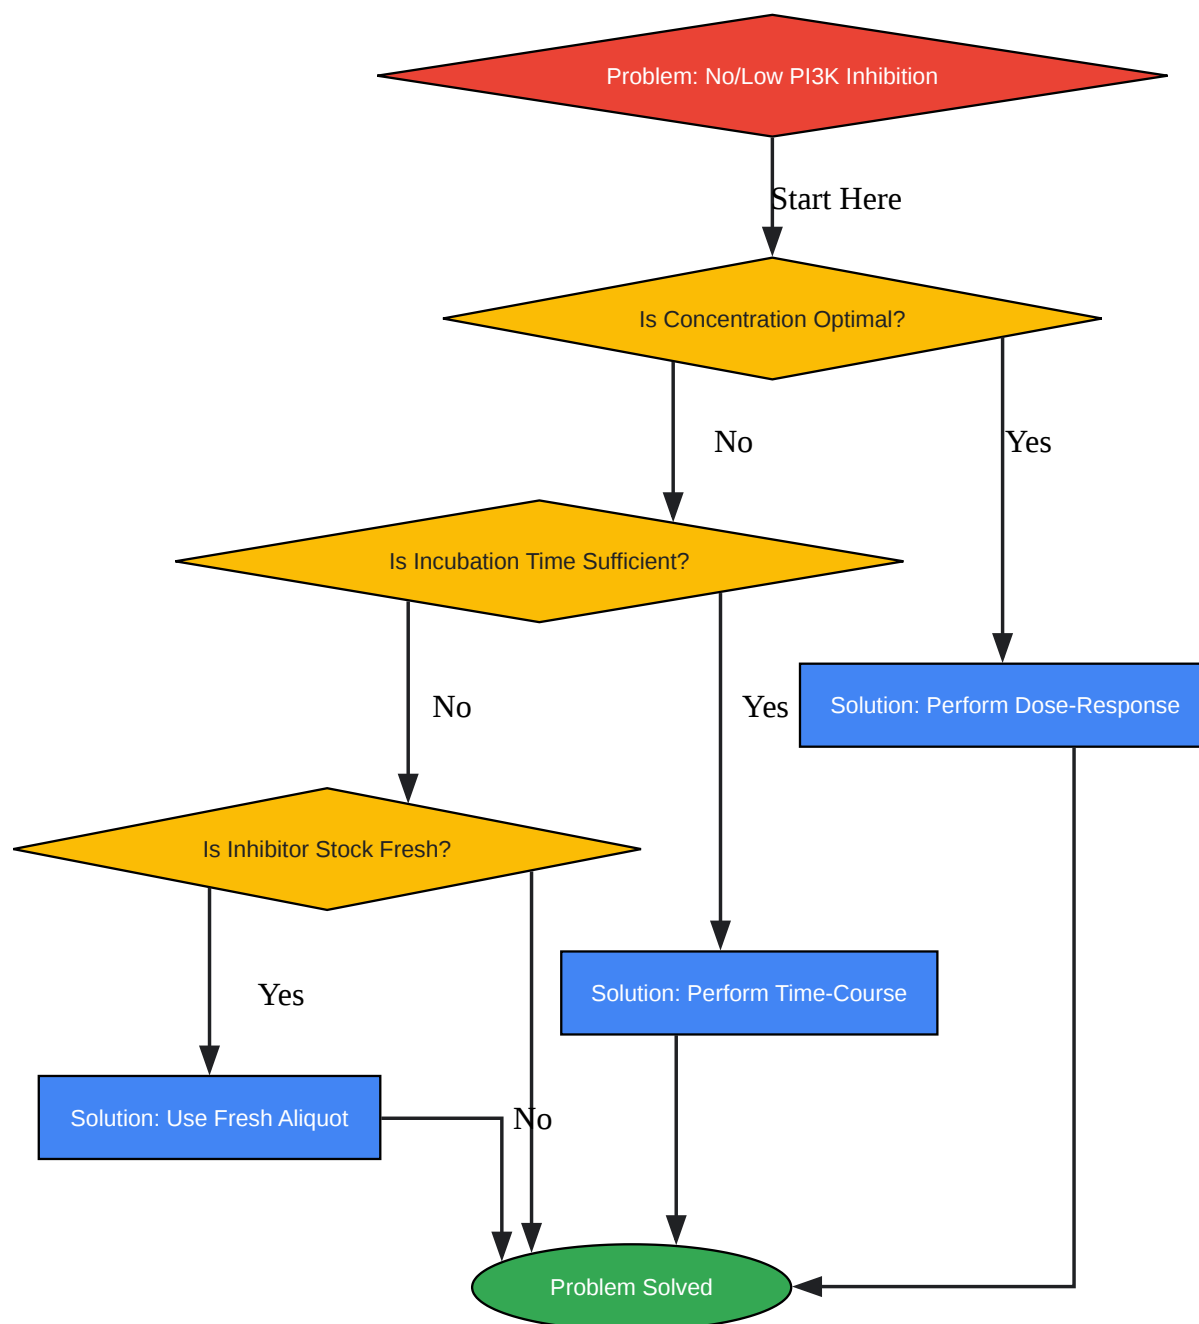 Problem: No/Low PI3K Inhibition
Start Here
Is Concentration Optimal?
No
Yes
Is Incubation Time Sufficient?
No
Yes
Solution: Perform Dose-Response
Is Inhibitor Stock Fresh?
Yes
Solution: Perform Time-Course
Solution: Use Fresh Aliquot
No
Problem Solved